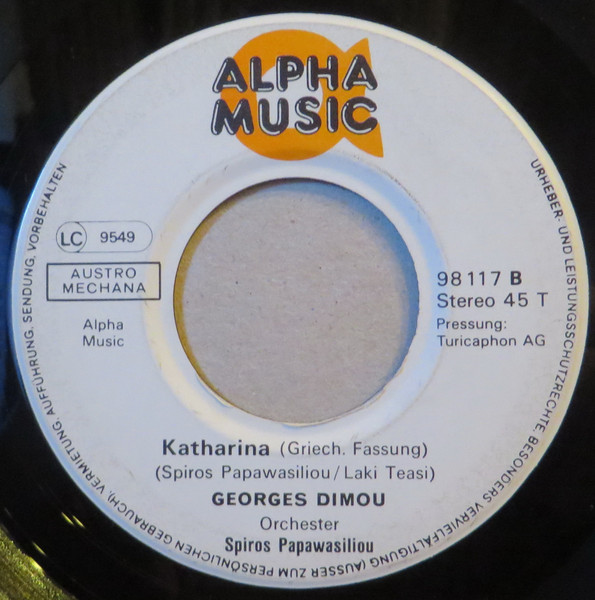 ALPHA
MUSIC
LC 9549
AUSTRO
MECHANA
Alpha
Music
98117 B
Stereo 45 T
Pressung:
Turicaphon AG
Katharina (Griech. Fassung)
(Spiros Papawasiliou/Laki Teasi)
GEORGES DIMOU
Orchester
Spiros Papawasiliou
URHEBER- UND LEISTUNGSSCHUTZRECHTE, BESONDERS VERVIELFÄLTIGUNG (AUSSER ZUM PERSÖNLICHEN GEBRAUCH), VERMIETUNG, AUFFÜHRUNG, SENDUNG, VORBEHALTEN